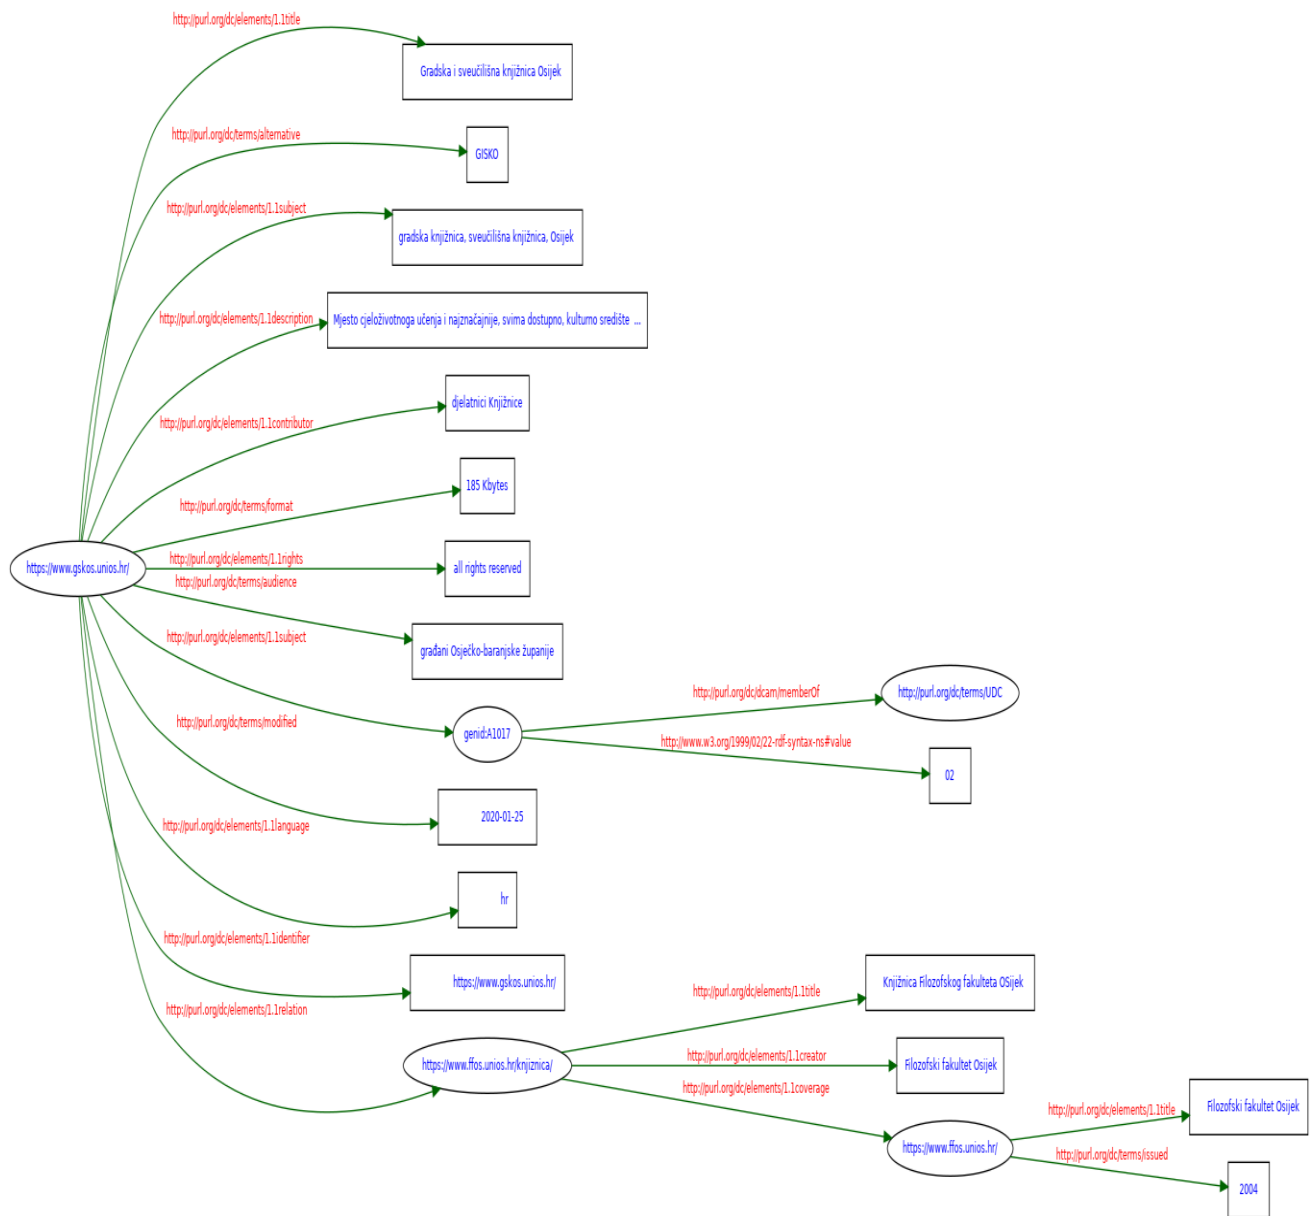 http://purl.org/dc/elements/1.1title
Gradska i sveučilišna knjižnica Osijek
http://purl.org/dc/terms/alternative
GISKO
http://purl.org/dc/elements/1.1subject
gradska knjižnica, sveučilišna knjižnica, Osijek
http://purl.org/dc/elements/1.1description
Mjesto cjeloživotnoga učenja i najznačajnije, svima dostupno, kulturno središte ...
http://purl.org/dc/elements/1.1contributor
djelatnici Knjižnice
http://purl.org/dc/terms/format
185 Kbytes
https://www.gskos.unios.hr/
http://purl.org/dc/elements/1.1rights
all rights reserved
http://purl.org/dc/terms/audience
građani Osječko-baranjske županije
http://purl.org/dc/elements/1.1subject
genid:A1017
http://purl.org/dc/dcam/memberOf
http://purl.org/dc/terms/UDC
http://www.w3.org/1999/02/22-rdf-syntax-ns#value
02
http://purl.org/dc/terms/modified
2020-01-25
http://purl.org/dc/elements/1.1language
hr
http://purl.org/dc/elements/1.1identifier
https://www.gskos.unios.hr/
http://purl.org/dc/elements/1.1relation
https://www.ffos.unios.hr/knjiznica/
http://purl.org/dc/elements/1.1title
Knjižnica Filozofskog fakulteta OSijek
http://purl.org/dc/elements/1.1creator
Filozofski fakultet Osijek
http://purl.org/dc/elements/1.1coverage
https://www.ffos.unios.hr/
http://purl.org/dc/elements/1.1title
Filozofski fakultet Osijek
http://purl.org/dc/terms/issued
2004